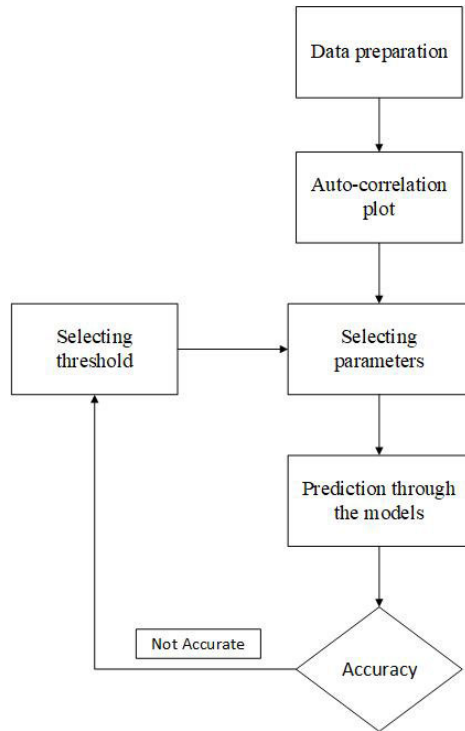 Data preparation
Auto-correlation
plot
Selecting
threshold
Selecting
parameters
Prediction through
the models
Not Accurate
Accuracy